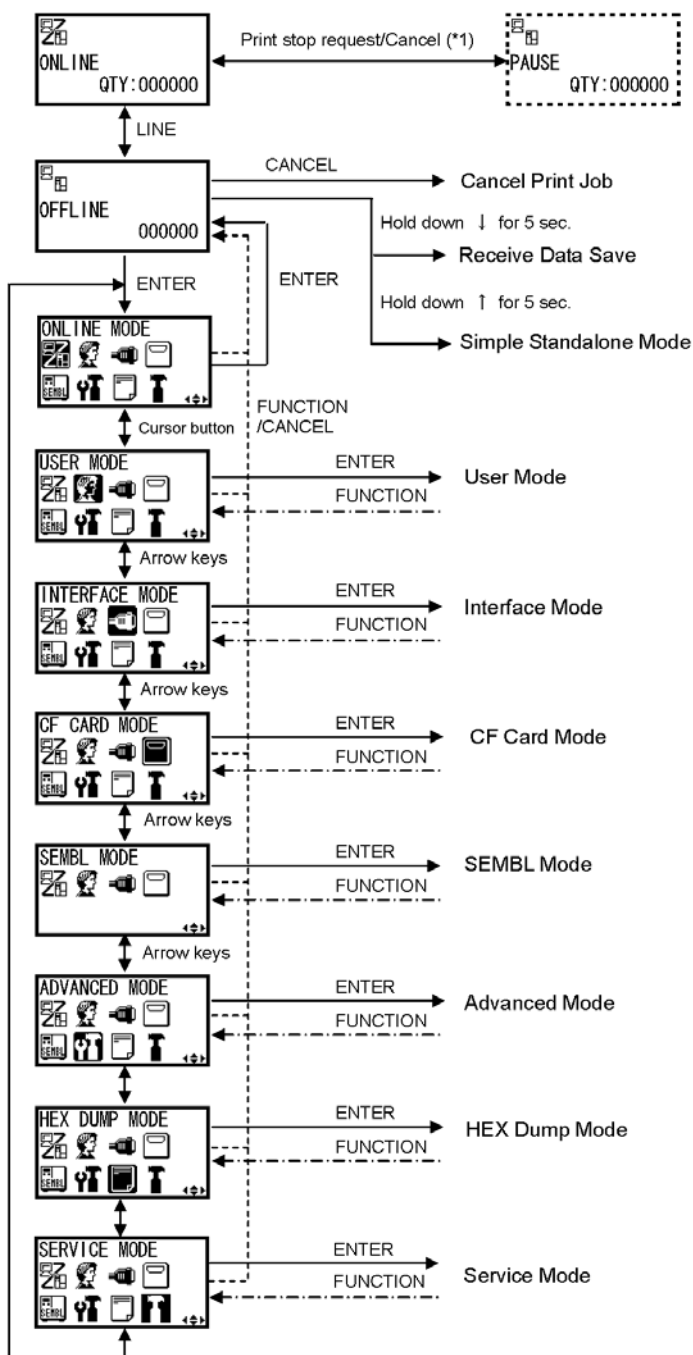 ONLINE
QTY:000000
Print stop request/Cancel (*1)
PAUSE
QTY:000000
LINE
OFFLINE
000000
CANCEL
Cancel Print Job
Hold down ↓ for 5 sec.
Receive Data Save
Hold down ↑ for 5 sec.
Simple Standalone Mode
ENTER
ENTER
ONLINE MODE
SEMBL
FUNCTION
/CANCEL
Cursor button
USER MODE
SEMBL
ENTER
FUNCTION
User Mode
Arrow keys
INTERFACE MODE
SEMBL
ENTER
FUNCTION
Interface Mode
Arrow keys
CF CARD MODE
SEMBL
ENTER
FUNCTION
CF Card Mode
Arrow keys
SEMBL MODE
ENTER
FUNCTION
SEMBL Mode
Arrow keys
ADVANCED MODE
SEMBL
ENTER
FUNCTION
Advanced Mode
HEX DUMP MODE
SEMBL
ENTER
FUNCTION
HEX Dump Mode
SERVICE MODE
SEMBL
ENTER
FUNCTION
Service Mode